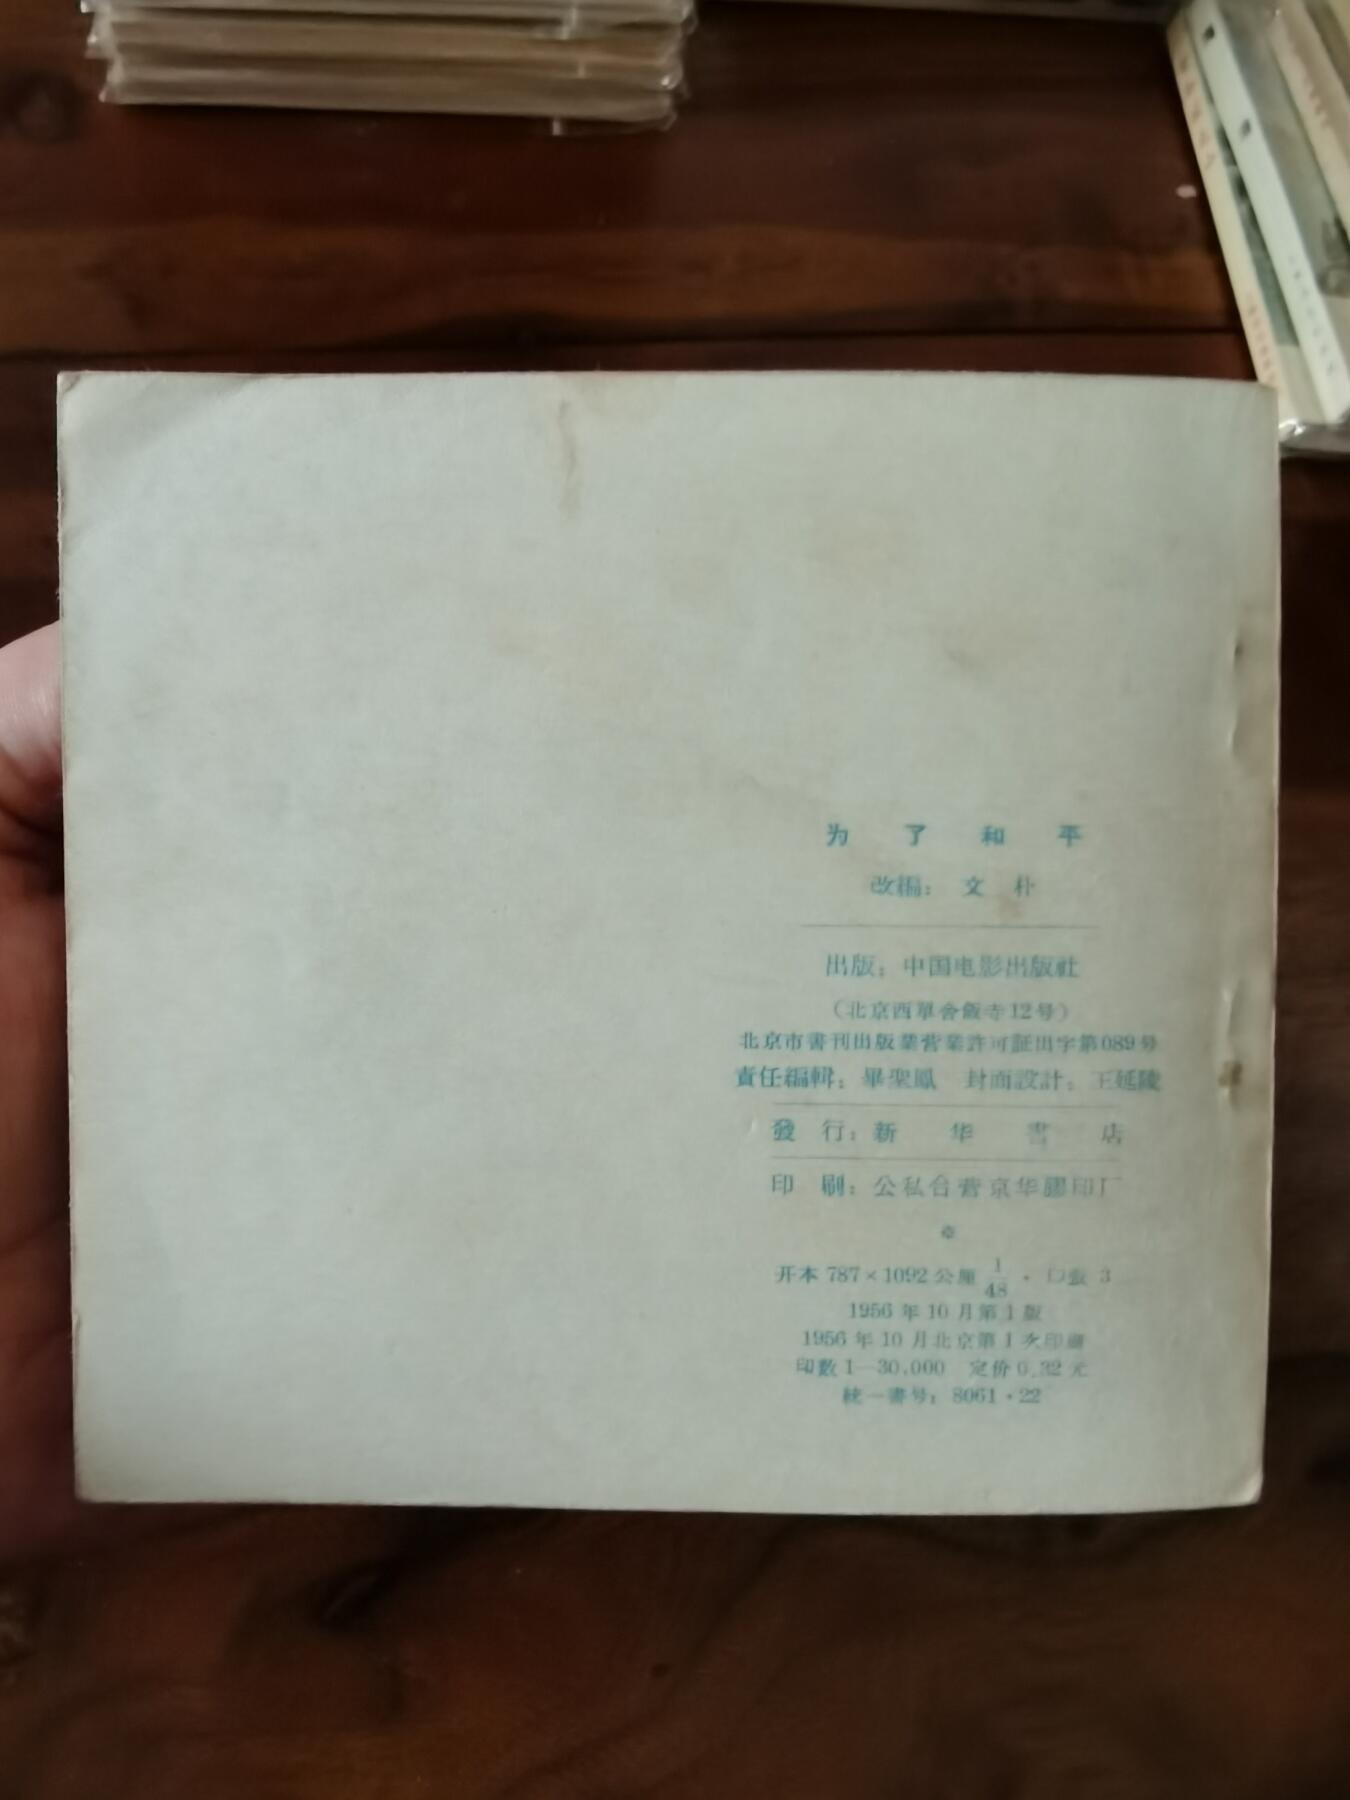 为了和平
改編：文朴
出版：中国电影出版社
（北京西單舍飯寺12号）
北京市書刊出版業营業許可証出字第089号
責任編輯：畢聖鳳 封面設計：王延陵
發行：新华書店
印刷：公私合营京华膠印厂
※
开本 787×1092 公厘 1/48 · 印張 3
1956 年 10 月第 1 版
1956 年 10 月北京第 1 次印刷
印数 1—30,000 定价 0.32 元
統一書号：8061·22